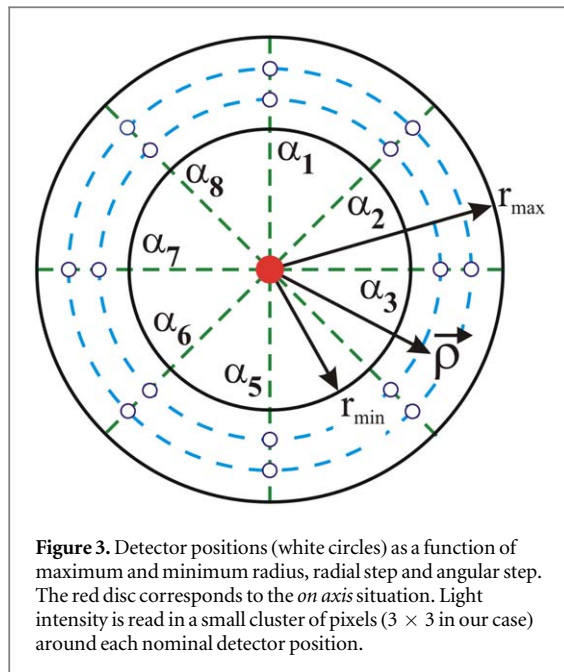 α1
α2
α8
rmax
α7
α3
α6
ρ
α5
rmin
Figure 3. Detector positions (white circles) as a function of
maximum and minimum radius, radial step and angular step.
The red disc corresponds to the on axis situation. Light
intensity is read in a small cluster of pixels (3 × 3 in our case)
around each nominal detector position.